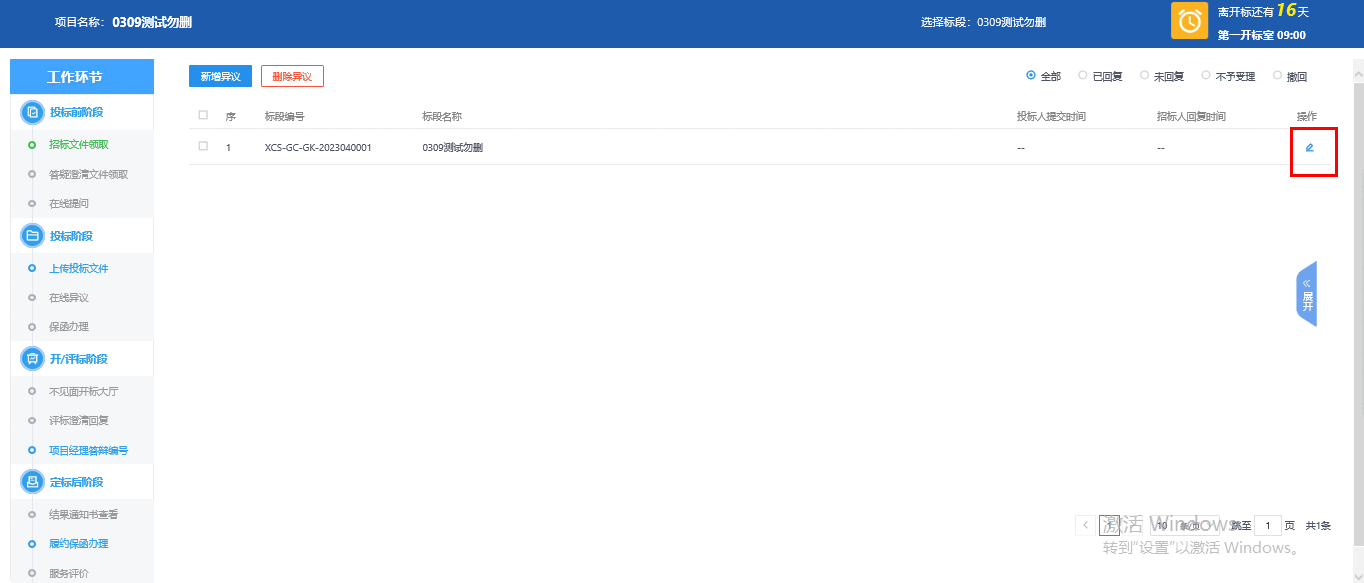 项目名称： 0309测试勿删
选择标段：0309测试勿删
离开标还有16天
第一开标室 09:00
工作环节
投标前阶段
招标文件领取
答疑澄清文件领取
在线提问
投标阶段
上传投标文件
在线异议
保函办理
开/评标阶段
不见面开标大厅
评标澄清回复
项目经理答辩编号
定标后阶段
结果通知书查看
履约保函办理
服务评价
新增异议 删除异议
全部 已回复 未回复 不予受理 撤回
序 标段编号 标段名称 投标人提交时间 招标人回复时间 操作
1 XCS-GC-GK-2023040001 0309测试勿删 -- --
«
展开
< 1 10 条/页 跳至 1 页 共1条
激活 Windows
转到"设置"以激活 Windows。